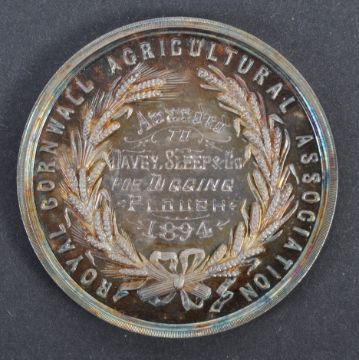 ROYAL CORNWALL AGRICULTURAL ASSOCIATION
Awarded
TO
DAVEY, SLEEP & Co
FOR DIGGING
PLOUGH
1894